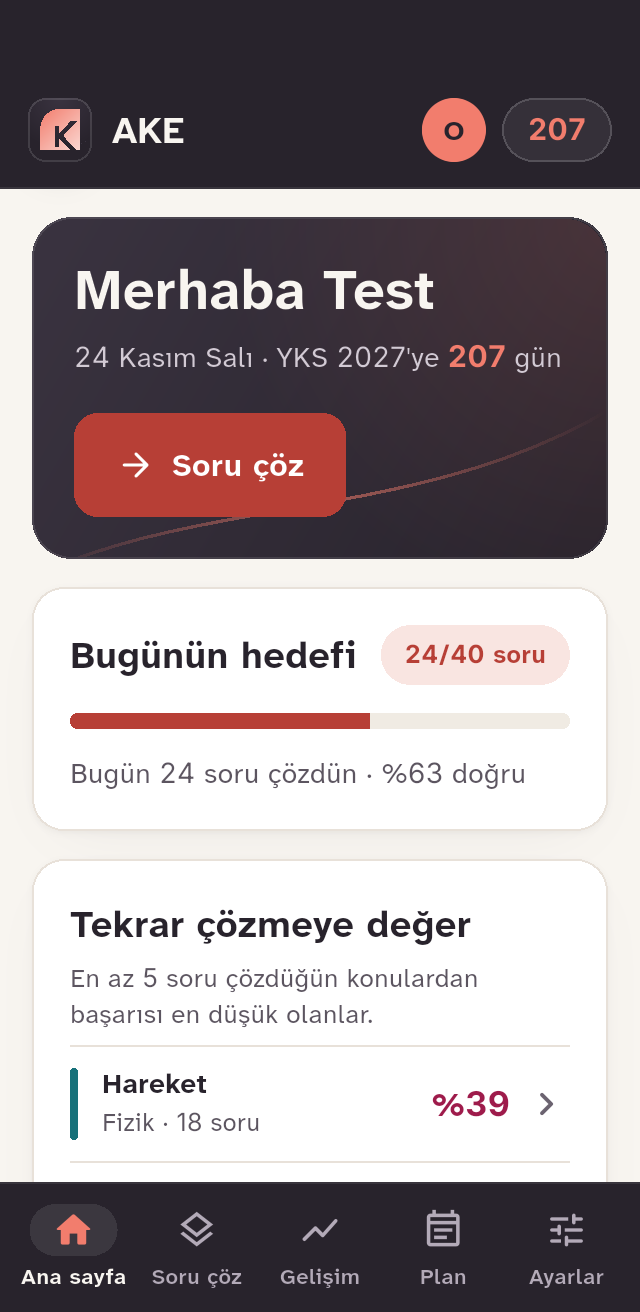 K
AKE
O
207
Merhaba Test
24 Kasım Salı · YKS 2027'ye 207 gün
Soru çöz
Bugünün hedefi
24/40 soru
Bugün 24 soru çözdün · %63 doğru
Tekrar çözmeye değer
En az 5 soru çözdüğün konulardan
başarısı en düşük olanlar.
Hareket
Fizik · 18 soru
%39
Ana sayfa
Soru çöz
Gelişim
Plan
Ayarlar